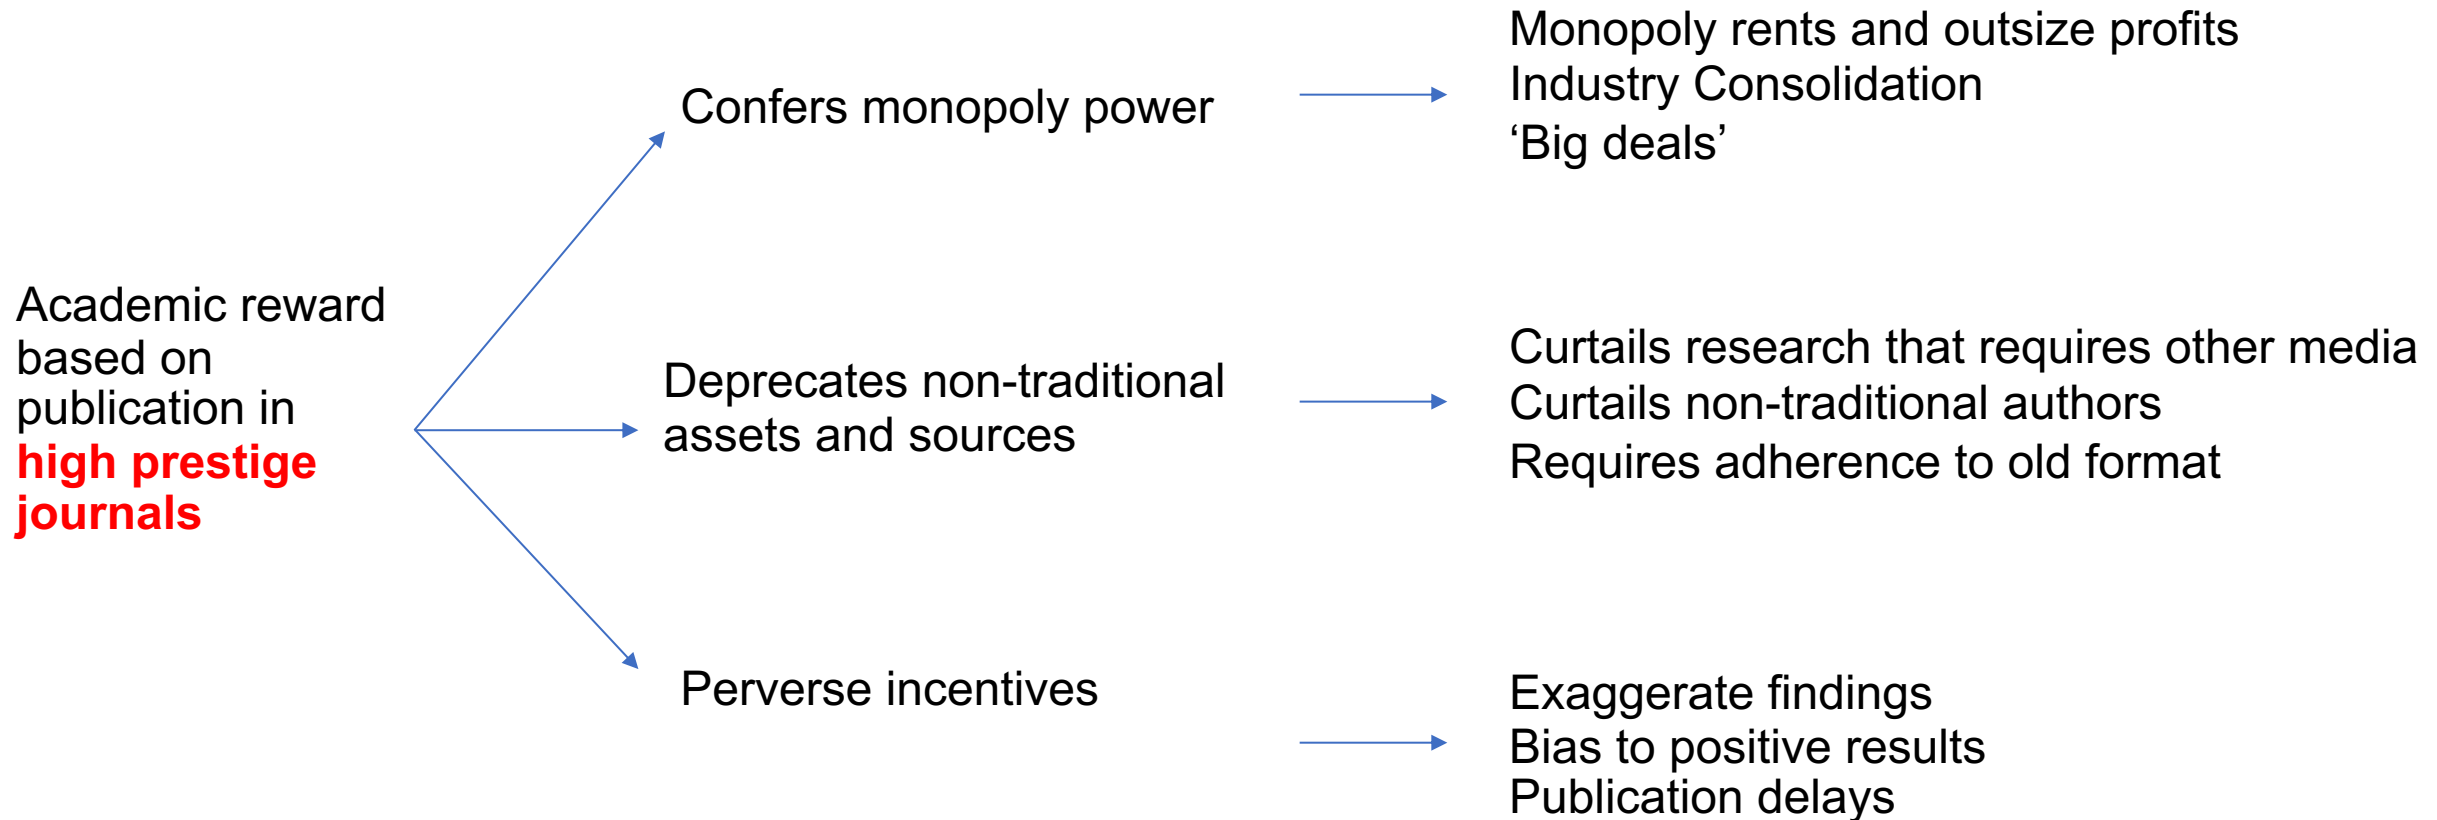 Academic reward
based on
publication in
high prestige
journals
Confers monopoly power
Monopoly rents and outsize profits
Industry Consolidation
‘Big deals’
Deprecates non-traditional
assets and sources
Curtails research that requires other media
Curtails non-traditional authors
Requires adherence to old format
Perverse incentives
Exaggerate findings
Bias to positive results
Publication delays